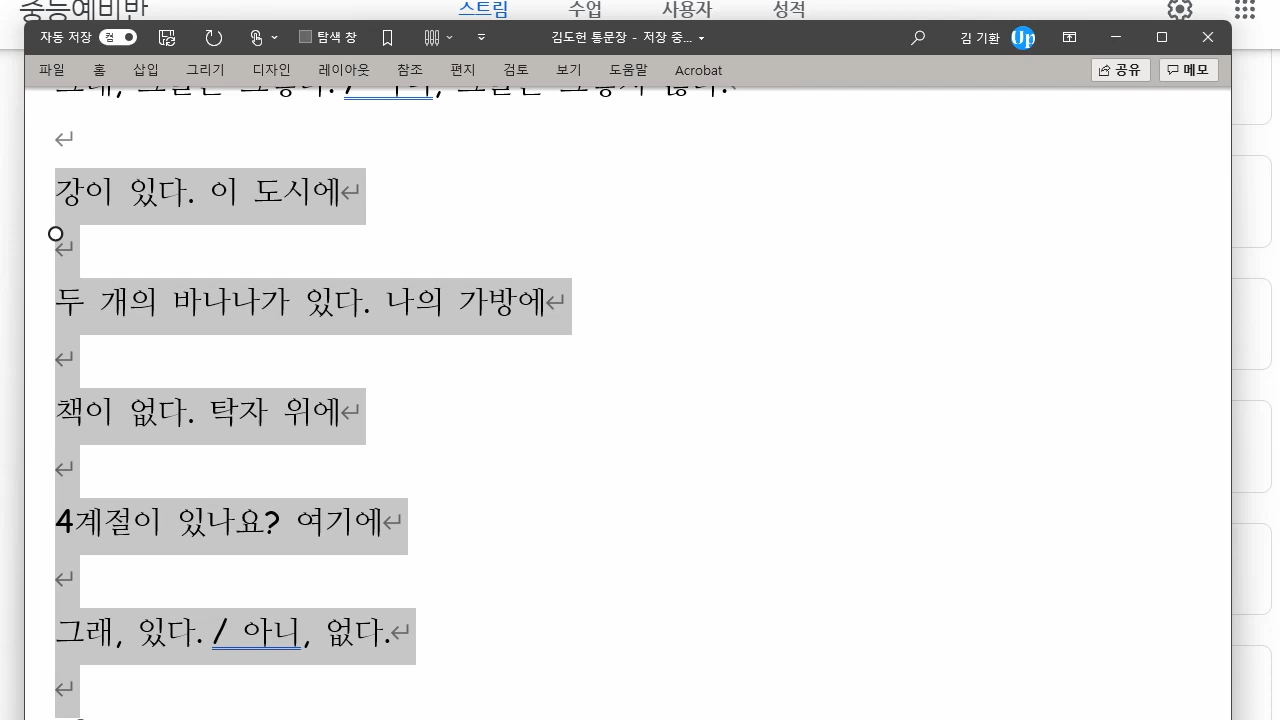 중등예비반 스트림 수업 사용자 성적
자동 저장 컴 탐색 창 김도헌 통문장 - 저장 중... 김 기환 Up
파일 홈 삽입 그리기 디자인 레이아웃 참조 편지 검토 보기 도움말 Acrobat 공유 메모
강이 있다. 이 도시에
두 개의 바나나가 있다. 나의 가방에
책이 없다. 탁자 위에
4계절이 있나요? 여기에
그래, 있다. / 아니, 없다.